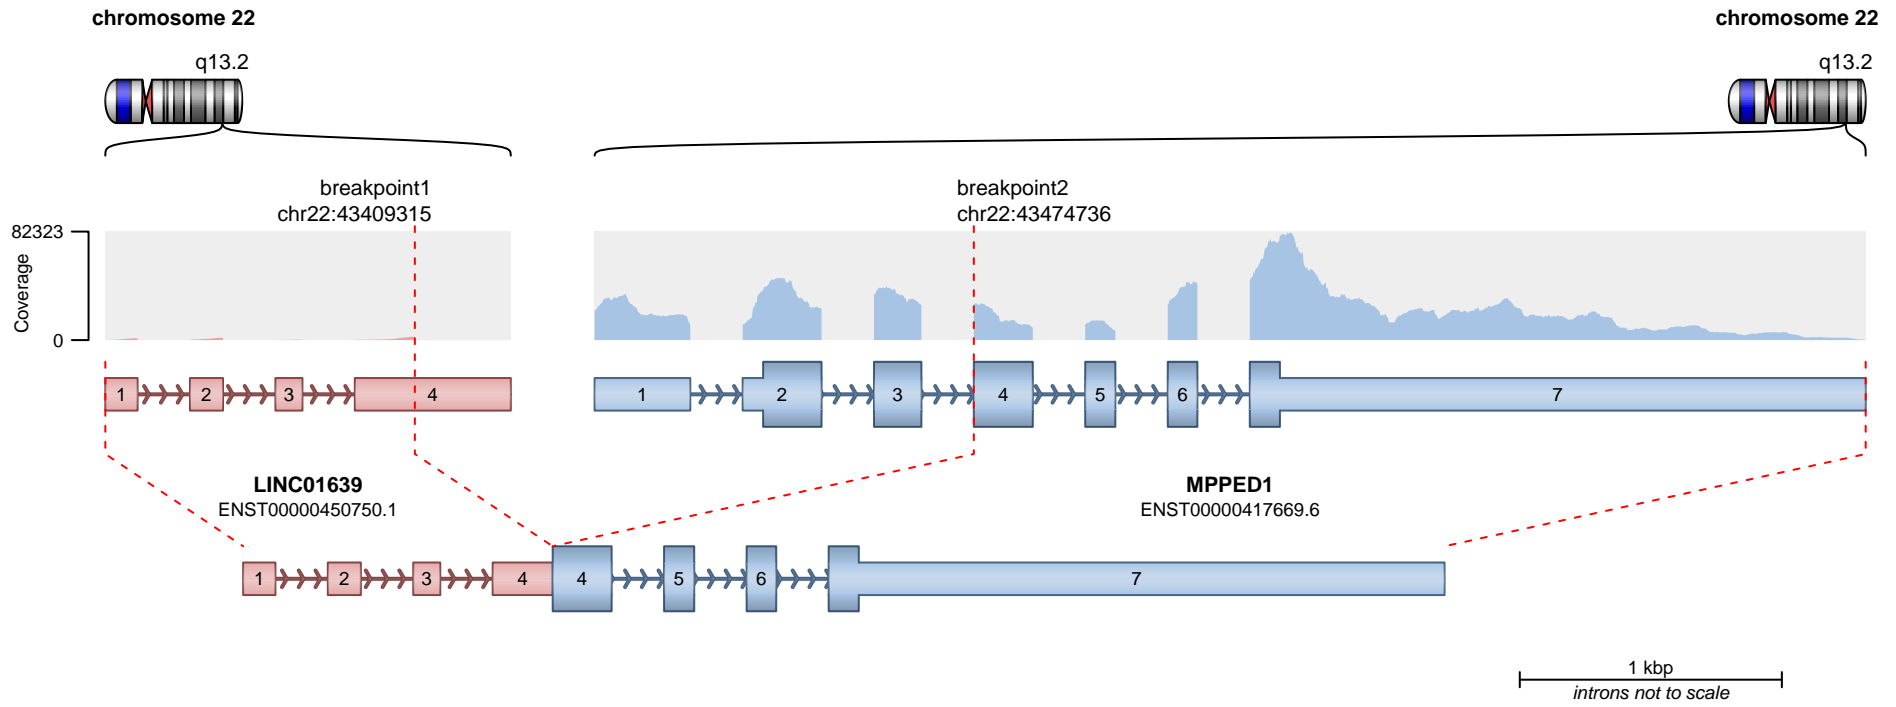 chromosome 22
chromosome 22
q13.2
q13.2
breakpoint1
chr22:43409315
breakpoint2
chr22:43474736
82323
Coverage
0
1 2 3 4
1 2 3 4 5 6 7
LINC01639
ENST00000450750.1
MPPED1
ENST00000417669.6
1 2 3 4 4 5 6 7
1 kbp
introns not to scale